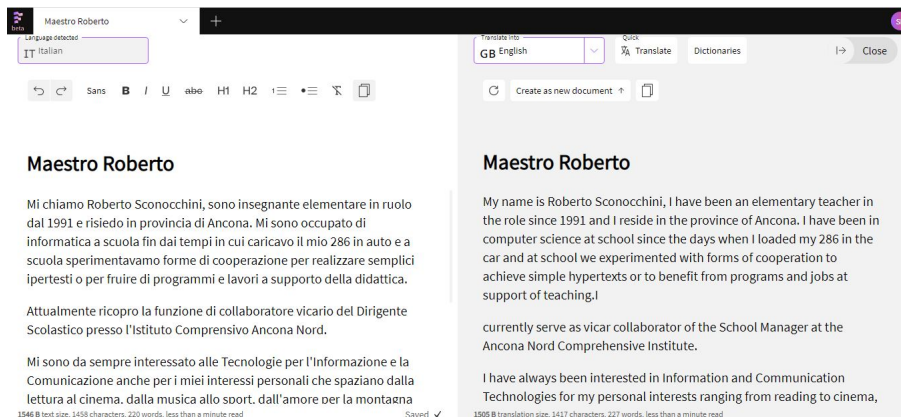 beta
Maestro Roberto
Language detected
IT Italian
Sans B I U abc H1 H2
Maestro Roberto
Mi chiamo Roberto Sconocchini, sono insegnante elementare in ruolo
dal 1991 e risiedo in provincia di Ancona. Mi sono occupato di
informatica a scuola fin dai tempi in cui caricavo il mio 286 in auto e a
scuola sperimentavamo forme di cooperazione per realizzare semplici
ipertesti o per fruire di programmi e lavori a supporto della didattica.
Attualmente ricopro la funzione di collaboratore vicario del Dirigente
Scolastico presso l'Istituto Comprensivo Ancona Nord.
Mi sono da sempre interessato alle Tecnologie per l'Informazione e la
Comunicazione anche per i miei interessi personali che spaziano dalla
lettura al cinema, dalla musica allo sport, dall'amore per la montagna
1546 B text size, 1458 characters, 220 words, less than a minute read
Saved
Translate into
GB English
Quick
Translate
Dictionaries
Close
Create as new document
Maestro Roberto
My name is Roberto Sconocchini, I have been an elementary teacher in
the role since 1991 and I reside in the province of Ancona. I have been in
computer science at school since the days when I loaded my 286 in the
car and at school we experimented with forms of cooperation to
achieve simple hypertexts or to benefit from programs and jobs at
support of teaching.I
currently serve as vicar collaborator of the School Manager at the
Ancona Nord Comprehensive Institute.
I have always been interested in Information and Communication
Technologies for my personal interests ranging from reading to cinema,
1505 B translation size, 1417 characters, 227 words, less than a minute read